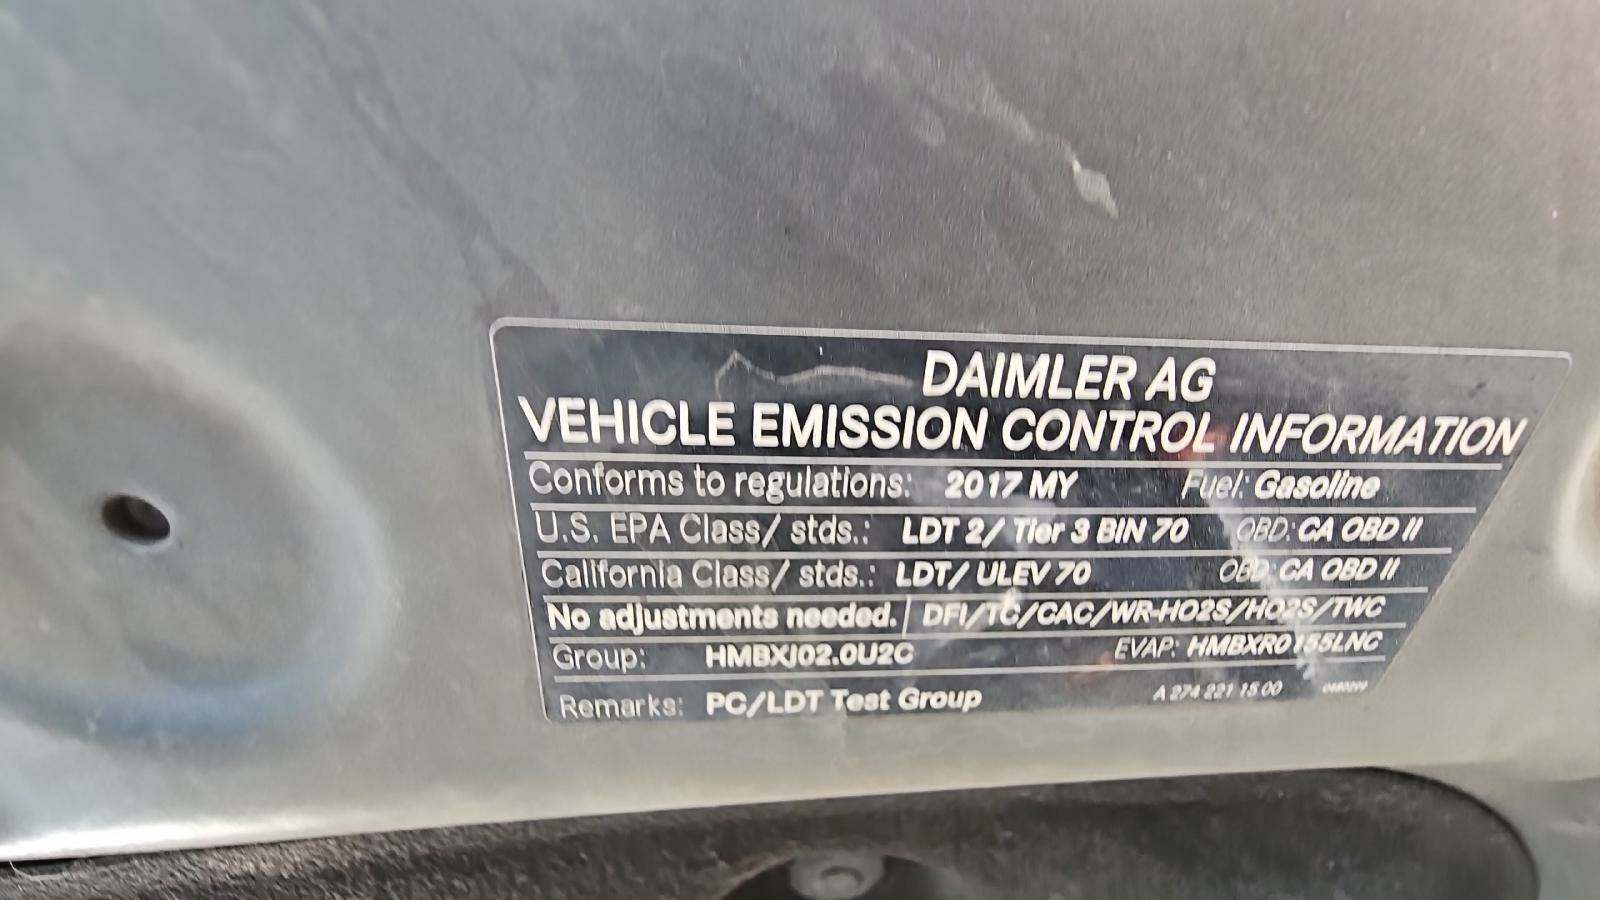 DAIMLER AG
VEHICLE EMISSION CONTROL INFORMATION
Conforms to regulations: 2017 MY Fuel: Gasoline
U.S. EPA Class/ stds.: LDT 2/ Tier 3 BIN 70 OBD: CA OBD II
California Class/ stds.: LDT/ ULEV 70 OBD: CA OBD II
No adjustments needed. DFI/TC/CAC/WR-HO2S/HO2S/TWC
Group: HMBXJ02.0U2C EVAP: HMBXR0155LNC
Remarks: PC/LDT Test Group A 274 221 15 00